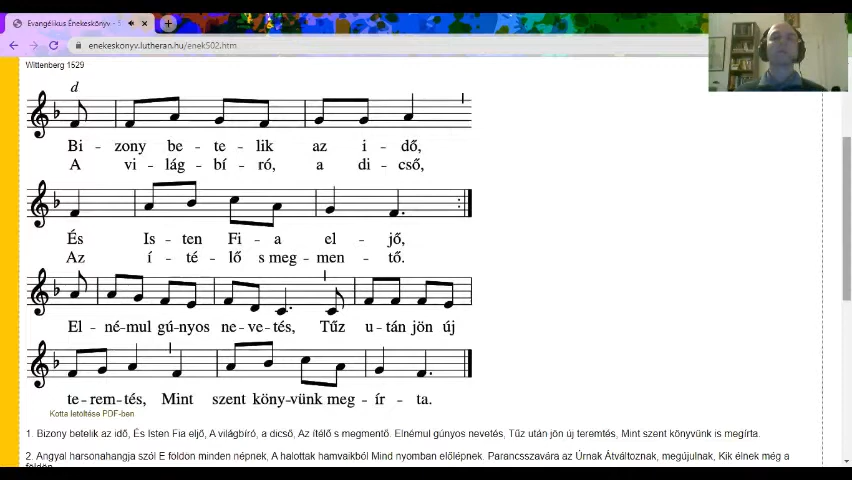 Evangélikus Énekeskönyv - 
enekeskonyv.lutheran.hu/enek502.htm
Wittenberg 1529
d
Bi - zony be - te - lik az i - dő,
A vi - lág - bí - ró, a di - cső,
És Is - ten Fi - a el - jő,
Az í - té - lő s meg - men - tő.
El - né-mul gú-nyos ne - ve - tés, Tűz u - tán jön új
te - rem - tés, Mint szent köny-vünk meg - ír - ta.
Kotta letöltése PDF-ben
1. Bizony betelik az idő, És Isten Fia eljő, A világbíró, a dicső, Az ítélő s megmentő. Elnémul gúnyos nevetés, Tűz után jön új teremtés, Mint szent könyvünk is megírta.
2. Angyal harsonahangja szól E foldon minden népnek, A halottak hamvaikból Mind nyomban előlépnek. Parancsszavára az Úrnak Átváltoznak, megújulnak, Kik élnek még a
földön.